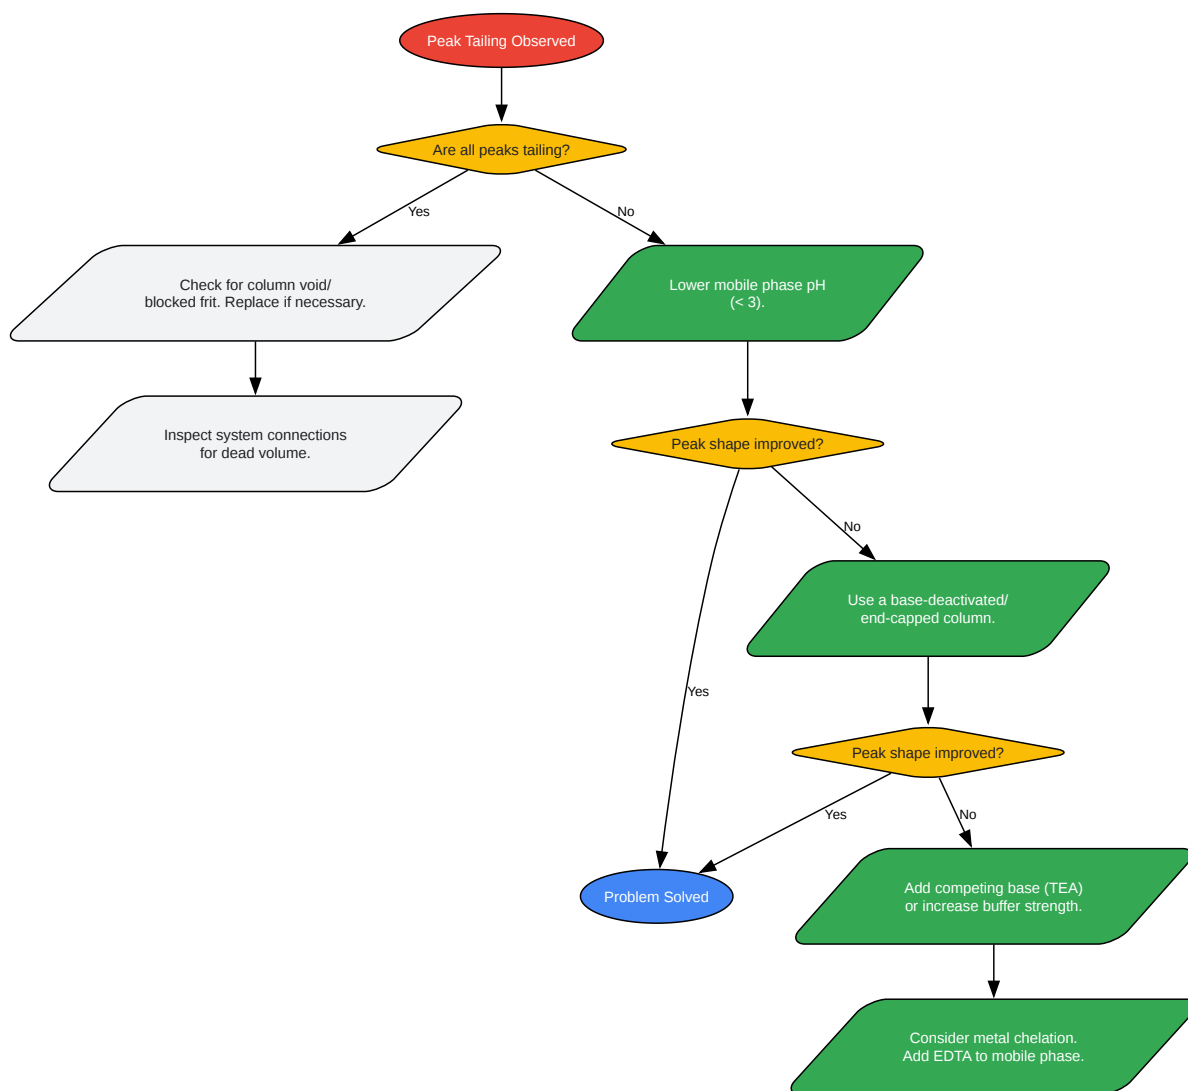 Peak Tailing Observed
Are all peaks tailing?
Yes
No
Check for column void/
blocked frit. Replace if necessary.
Lower mobile phase pH
(< 3).
Inspect system connections
for dead volume.
Peak shape improved?
No
Use a base-deactivated/
end-capped column.
Yes
Peak shape improved?
Yes
No
Problem Solved
Add competing base (TEA)
or increase buffer strength.
Consider metal chelation.
Add EDTA to mobile phase.